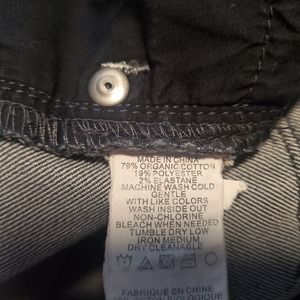 MADE IN CHINA
79% ORGANIC COTTON
19% POLYESTER
2% ELASTANE
MACHINE WASH COLD
GENTLE
WITH LIKE COLORS
WASH INSIDE OUT
NON-CHLORINE
BLEACH WHEN NEEDED
TUMBLE DRY LOW
IRON MEDIUM
DRY CLEANABLE
FABRIQUÉ EN CHINE